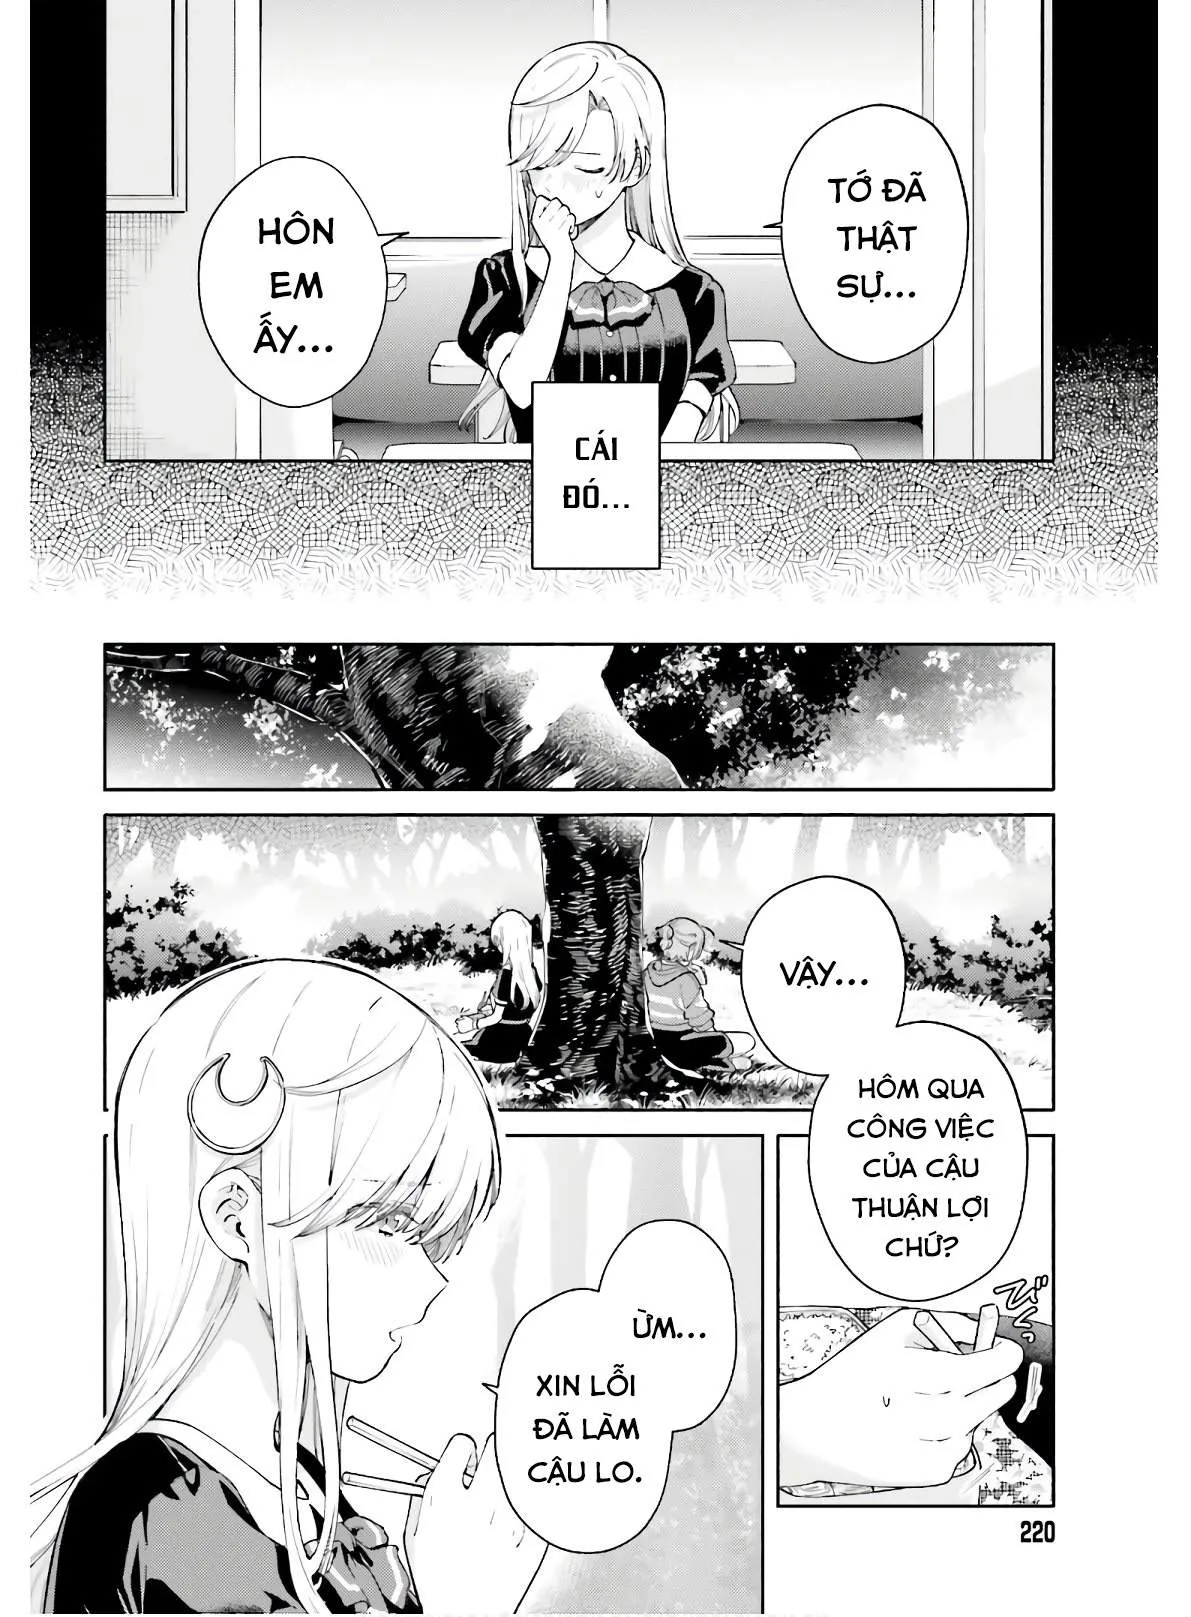 TỚ ĐÃ
THẬT
SỰ...
HÔN
EM
ẤY...
CÁI
ĐÓ...
VẬY...
HÔM QUA
CÔNG VIỆC
CỦA CẬU
THUẬN LỢI
CHỨ?
ỪM...
XIN LỖI
ĐÃ LÀM
CẬU LO.
220